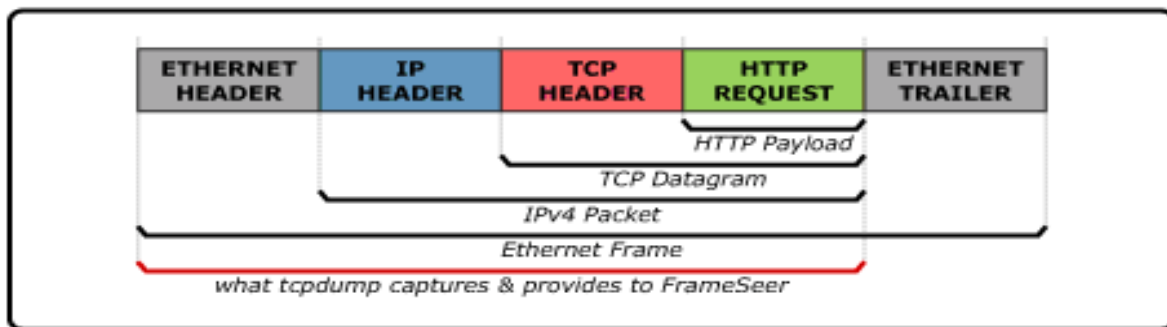 ETHERNET HEADER
IP HEADER
TCP HEADER
HTTP REQUEST
ETHERNET TRAILER
HTTP Payload
TCP Datagram
IPv4 Packet
Ethernet Frame
what tcpdump captures & provides to FrameSeer